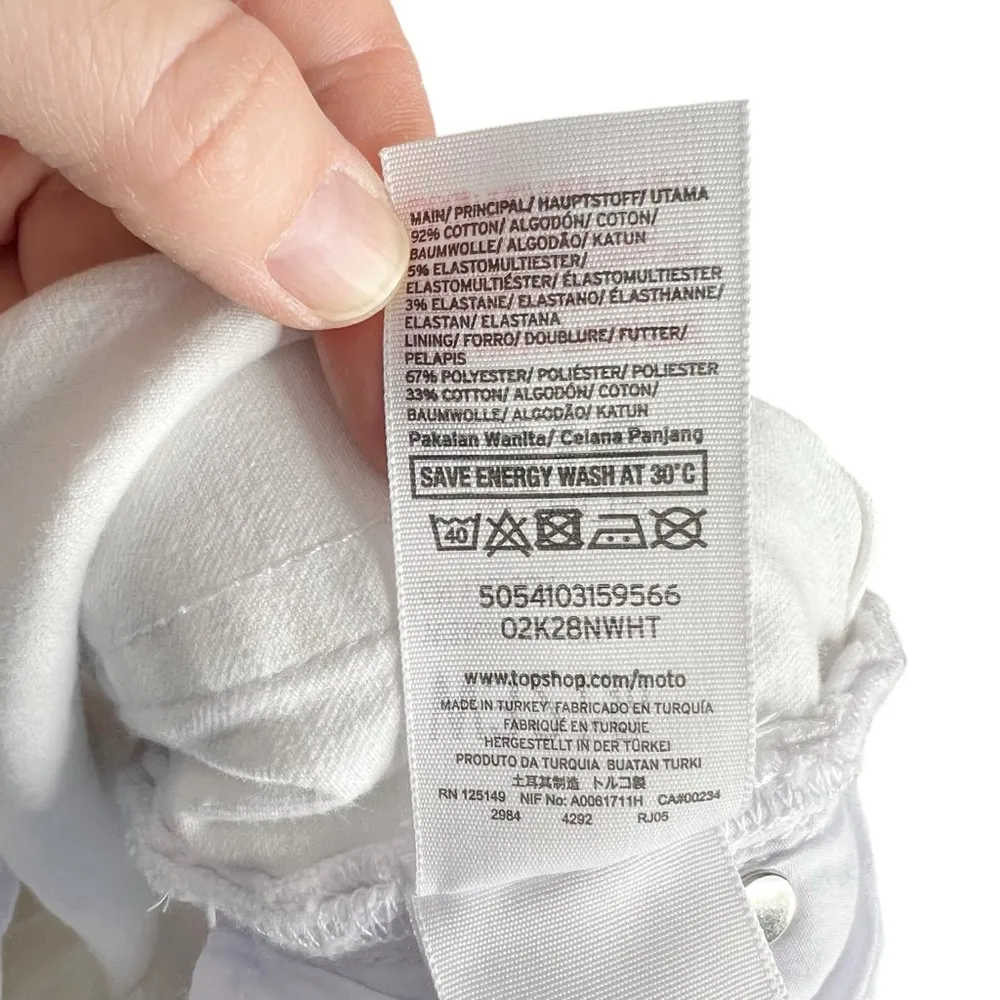 MAIN/ PRINCIPAL/ HAUPTSTOFF/ UTAMA
92% COTTON/ ALGODÓN/ COTON/
BAUMWOLLE/ ALGODÃO/ KATUN
5% ELASTOMULTIESTER/
ELASTOMULTIÉSTER/ ÉLASTOMULTIESTER
3% ELASTANE/ ELASTANO/ ÉLASTHANNE/
ELASTAN/ ELASTANA
LINING/ FORRO/ DOUBLURE/ FUTTER/
PELAPIS
67% POLYESTER/ POLIÉSTER/ POLIESTER
33% COTTON/ ALGODÓN/ COTON/
BAUMWOLLE/ ALGODÃO/ KATUN
Pakaian Wanita/ Celana Panjang
SAVE ENERGY WASH AT 30°C
40
5054103159566
02K28NWHT
www.topshop.com/moto
MADE IN TURKEY FABRICADO EN TURQUÍA
FABRIQUÉ EN TURQUIE
HERGESTELLT IN DER TÜRKEI
PRODUTO DA TURQUIA BUATAN TURKI
土耳其制造 トルコ製
RN 125149 NIF No: A0061711H CA#00234
2984 4292 RJ05